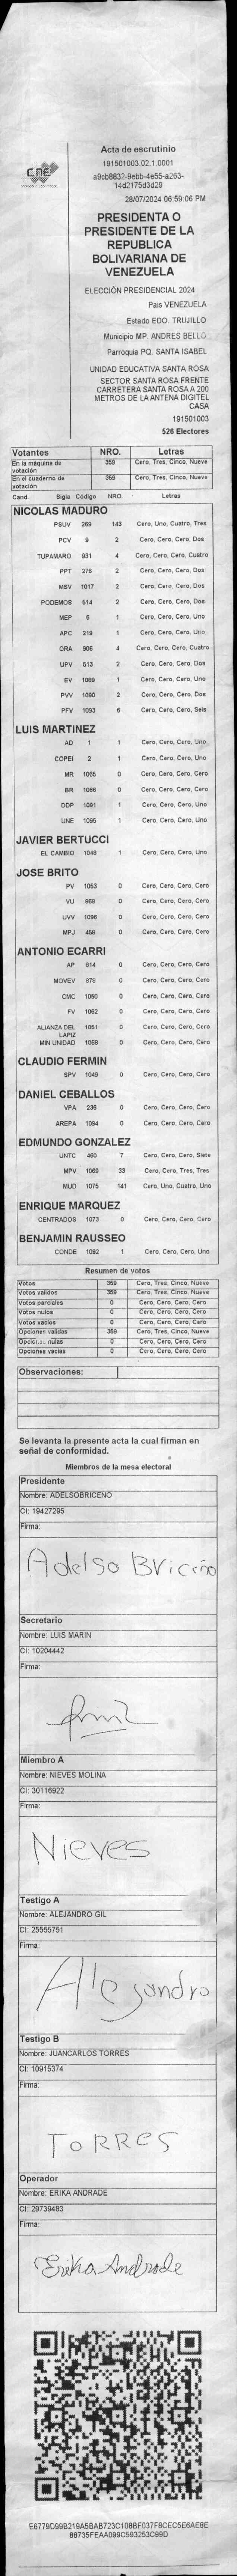 CNE
Acta de escrutinio
191501003.02.1.0001
a9cb8832-9ebb-4e55-a263-
14d2175d3d29
28/07/2024 06:59:06 PM
PRESIDENTA O
PRESIDENTE DE LA
REPUBLICA
BOLIVARIANA DE
VENEZUELA
ELECCIÓN PRESIDENCIAL 2024
Pais VENEZUELA
Estado EDO. TRUJILLO
Municipio MP. ANDRES BELLO
Parroquia PQ. SANTA ISABEL
UNIDAD EDUCATIVA SANTA ROSA
SECTOR SANTA ROSA FRENTE
CARRETERA SANTA ROSA A 200
METROS DE LA ANTENA DIGITEL
CASA
191501003
526 Electores
Votantes NRO. Letras
En la máquina de votación 359 Cero, Tres, Cinco, Nueve
En el cuaderno de votación 359 Cero, Tres, Cinco, Nueve
Cand. Sigla Codigo NRO. Letras
NICOLAS MADURO
PSUV 269 143 Cero, Uno, Cuatro, Tres
PCV 9 2 Cero, Cero, Cero, Dos
TUPAMARO 931 4 Cero, Cero, Cero, Cuatro
PPT 276 2 Cero, Cero, Cero, Dos
MSV 1017 2 Cero, Cero, Cero, Dos
PODEMOS 514 2 Cero, Cero, Cero, Dos
MEP 6 1 Cero, Cero, Cero, Uno
APC 219 1 Cero, Cero, Cero, Uno
ORA 906 4 Cero, Cero, Cero, Cuatro
UPV 513 2 Cero, Cero, Cero, Dos
EV 1089 1 Cero, Cero, Cero, Uno
PVV 1090 2 Cero, Cero, Cero, Dos
PFV 1093 6 Cero, Cero, Cero, Seis
LUIS MARTINEZ
AD 1 1 Cero, Cero, Cero, Uno
COPEI 2 1 Cero, Cero, Cero, Uno
MR 1065 0 Cero, Cero, Cero, Cero
BR 1066 0 Cero, Cero, Cero, Cero
DDP 1091 1 Cero, Cero, Cero, Uno
UNE 1095 1 Cero, Cero, Cero, Uno
JAVIER BERTUCCI
EL CAMBIO 1048 1 Cero, Cero, Cero, Uno
JOSE BRITO
PV 1053 0 Cero, Cero, Cero, Cero
VU 969 0 Cero, Cero, Cero, Cero
UVV 1096 0 Cero, Cero, Cero, Cero
MPJ 459 0 Cero, Cero, Cero, Cero
ANTONIO ECARRI
AP 814 0 Cero, Cero, Cero, Cero
MOVEV 878 0 Cero, Cero, Cero, Cero
CMC 1050 0 Cero, Cero, Cero, Cero
FV 1062 0 Cero, Cero, Cero, Cero
ALIANZA DEL LAPIZ 1051 0 Cero, Cero, Cero, Cero
MIN UNIDAD 1068 0 Cero, Cero, Cero, Cero
CLAUDIO FERMIN
SPV 1049 0 Cero, Cero, Cero, Cero
DANIEL CEBALLOS
VPA 236 0 Cero, Cero, Cero, Cero
AREPA 1094 0 Cero, Cero, Cero, Cero
EDMUNDO GONZALEZ
UNTC 460 7 Cero, Cero, Cero, Siete
MPV 1069 33 Cero, Cero, Tres, Tres
MUD 1075 141 Cero, Uno, Cuatro, Uno
ENRIQUE MARQUEZ
CENTRADOS 1073 0 Cero, Cero, Cero, Cero
BENJAMIN RAUSSEO
CONDE 1092 1 Cero, Cero, Cero, Uno
Resumen de votos
Votos 359 Cero, Tres, Cinco, Nueve
Votos validos 359 Cero, Tres, Cinco, Nueve
Votos parciales 0 Cero, Cero, Cero, Cero
Votos nulos 0 Cero, Cero, Cero, Cero
Votos vacios 0 Cero, Cero, Cero, Cero
Opciones validas 359 Cero, Tres, Cinco, Nueve
Opciones nulas 0 Cero, Cero, Cero, Cero
Opciones vacias 0 Cero, Cero, Cero, Cero
Observaciones:
Se levanta la presente acta la cual firman en
señal de conformidad.
Miembros de la mesa electoral
Presidente
Nombre: ADELSOBRICENO
CI: 19427295
Firma:
Adelso Briceño
Secretario
Nombre: LUIS MARIN
CI: 10204442
Firma:
Miembro A
Nombre: NIEVES MOLINA
CI: 30116922
Firma:
Nieves
Testigo A
Nombre: ALEJANDRO GIL
CI: 25555751
Firma:
Alejandro
Testigo B
Nombre: JUANCARLOS TORRES
CI: 10915374
Firma:
TORRES
Operador
Nombre: ERIKA ANDRADE
CI: 29739483
Firma:
Erika Andrade
E6779D99B219A5BAB723C10BBF037F8CEC5E6AE8E
88735FEAA099C593253C99D